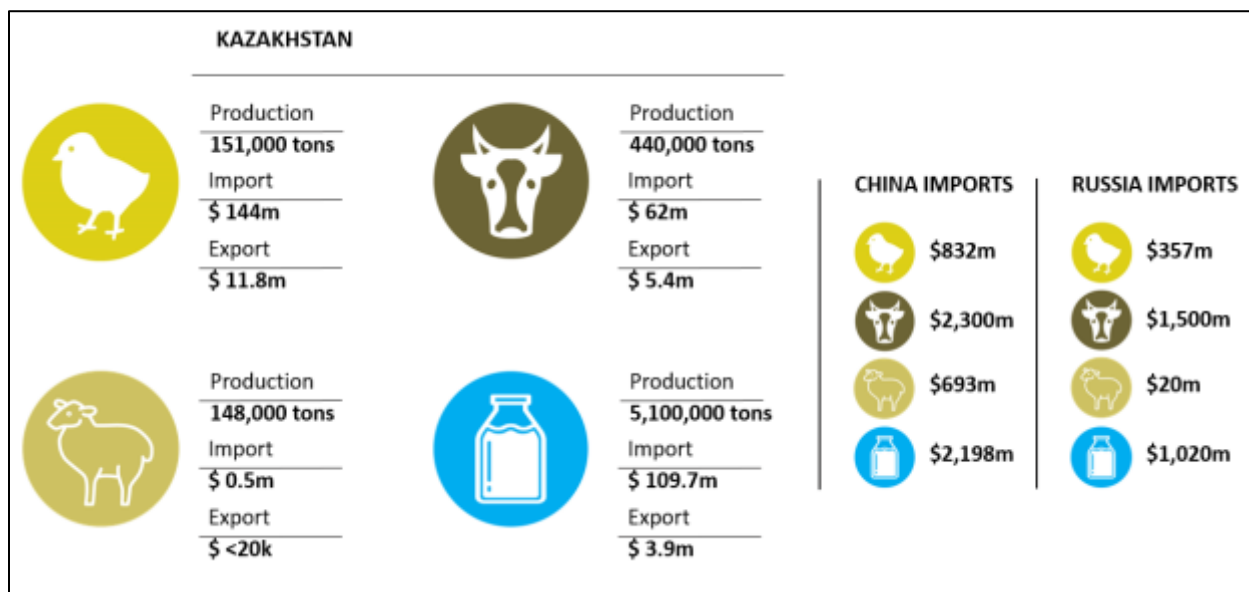 KAZAKHSTAN
Production
151,000 tons
Import
$ 144m
Export
$ 11.8m
Production
440,000 tons
Import
$ 62m
Export
$ 5.4m
Production
148,000 tons
Import
$ 0.5m
Export
$ <20k
Production
5,100,000 tons
Import
$ 109.7m
Export
$ 3.9m
CHINA IMPORTS
$832m
$2,300m
$693m
$2,198m
RUSSIA IMPORTS
$357m
$1,500m
$20m
$1,020m